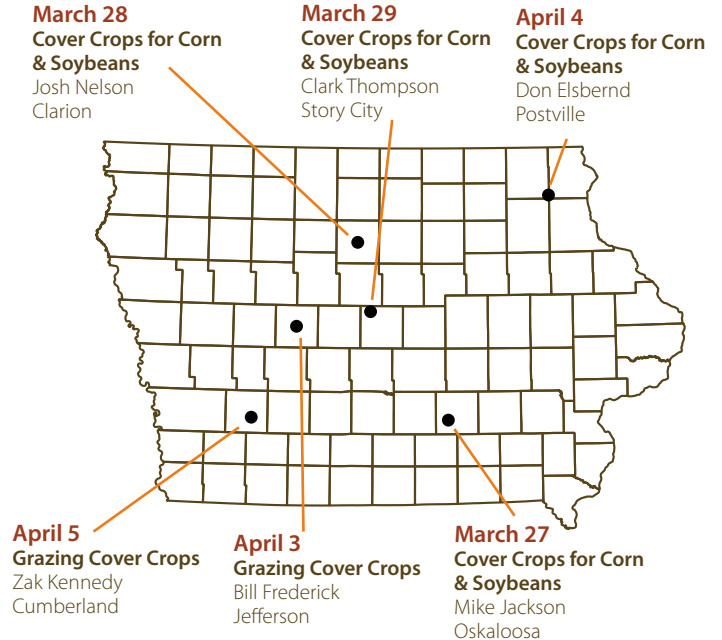 March 28
Cover Crops for Corn
& Soybeans
Josh Nelson
Clarion
March 29
Cover Crops for Corn
& Soybeans
Clark Thompson
Story City
April 4
Cover Crops for Corn
& Soybeans
Don Elsbernd
Postville
April 5
Grazing Cover Crops
Zak Kennedy
Cumberland
April 3
Grazing Cover Crops
Bill Frederick
Jefferson
March 27
Cover Crops for Corn
& Soybeans
Mike Jackson
Oskaloosa